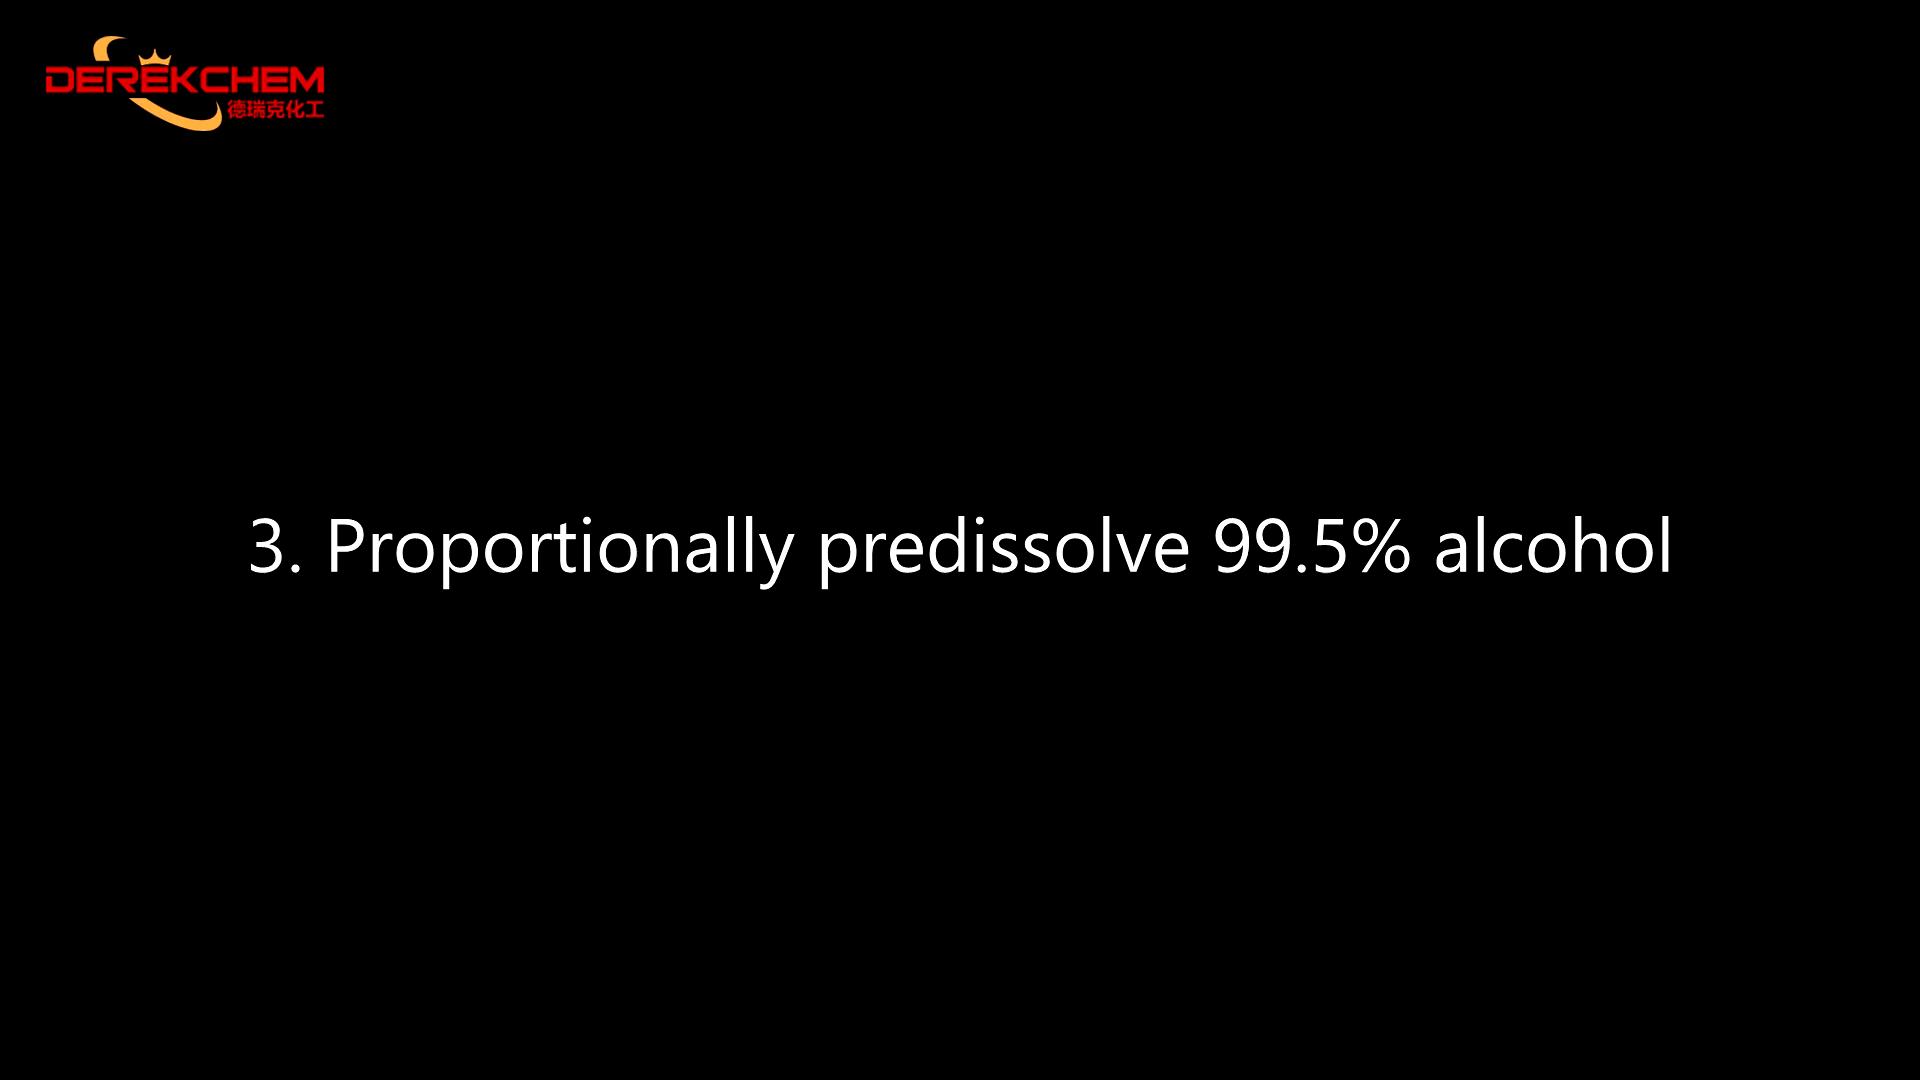 DEREKCHEM
德瑞克化工
3. Proportionally predissolve 99.5% alcohol